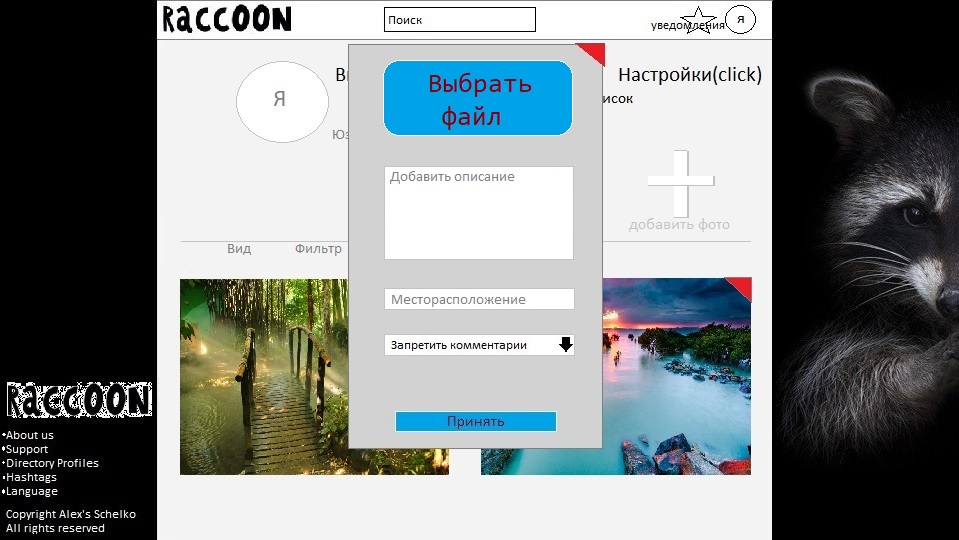 RaccOON
Поиск
уведомления
я
Я
Настройки(click)
Выбрать
файл
Добавить описание
добавить фото
Вид
Фильтр
Месторасположение
Запретить комментарии
Принять
RaccOON
About us
Support
Directory Profiles
Hashtags
Language
Copyright Alex's Schelko
All rights reserved